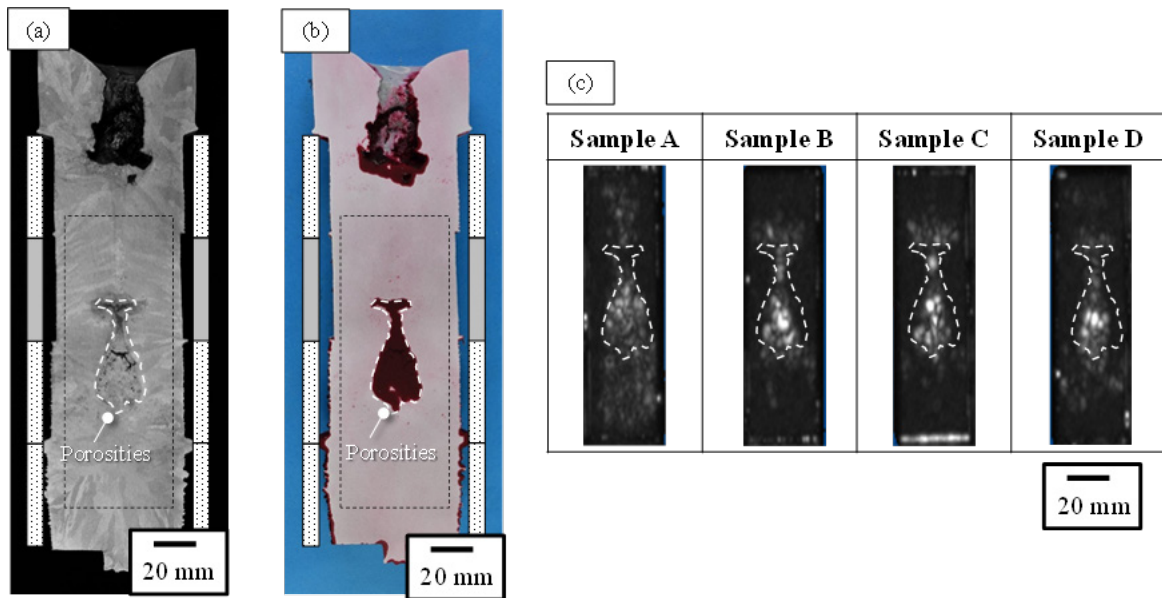 (a)
(b)
(c)
Sample A
Sample B
Sample C
Sample D
Porosities
Porosities
20 mm
20 mm
20 mm